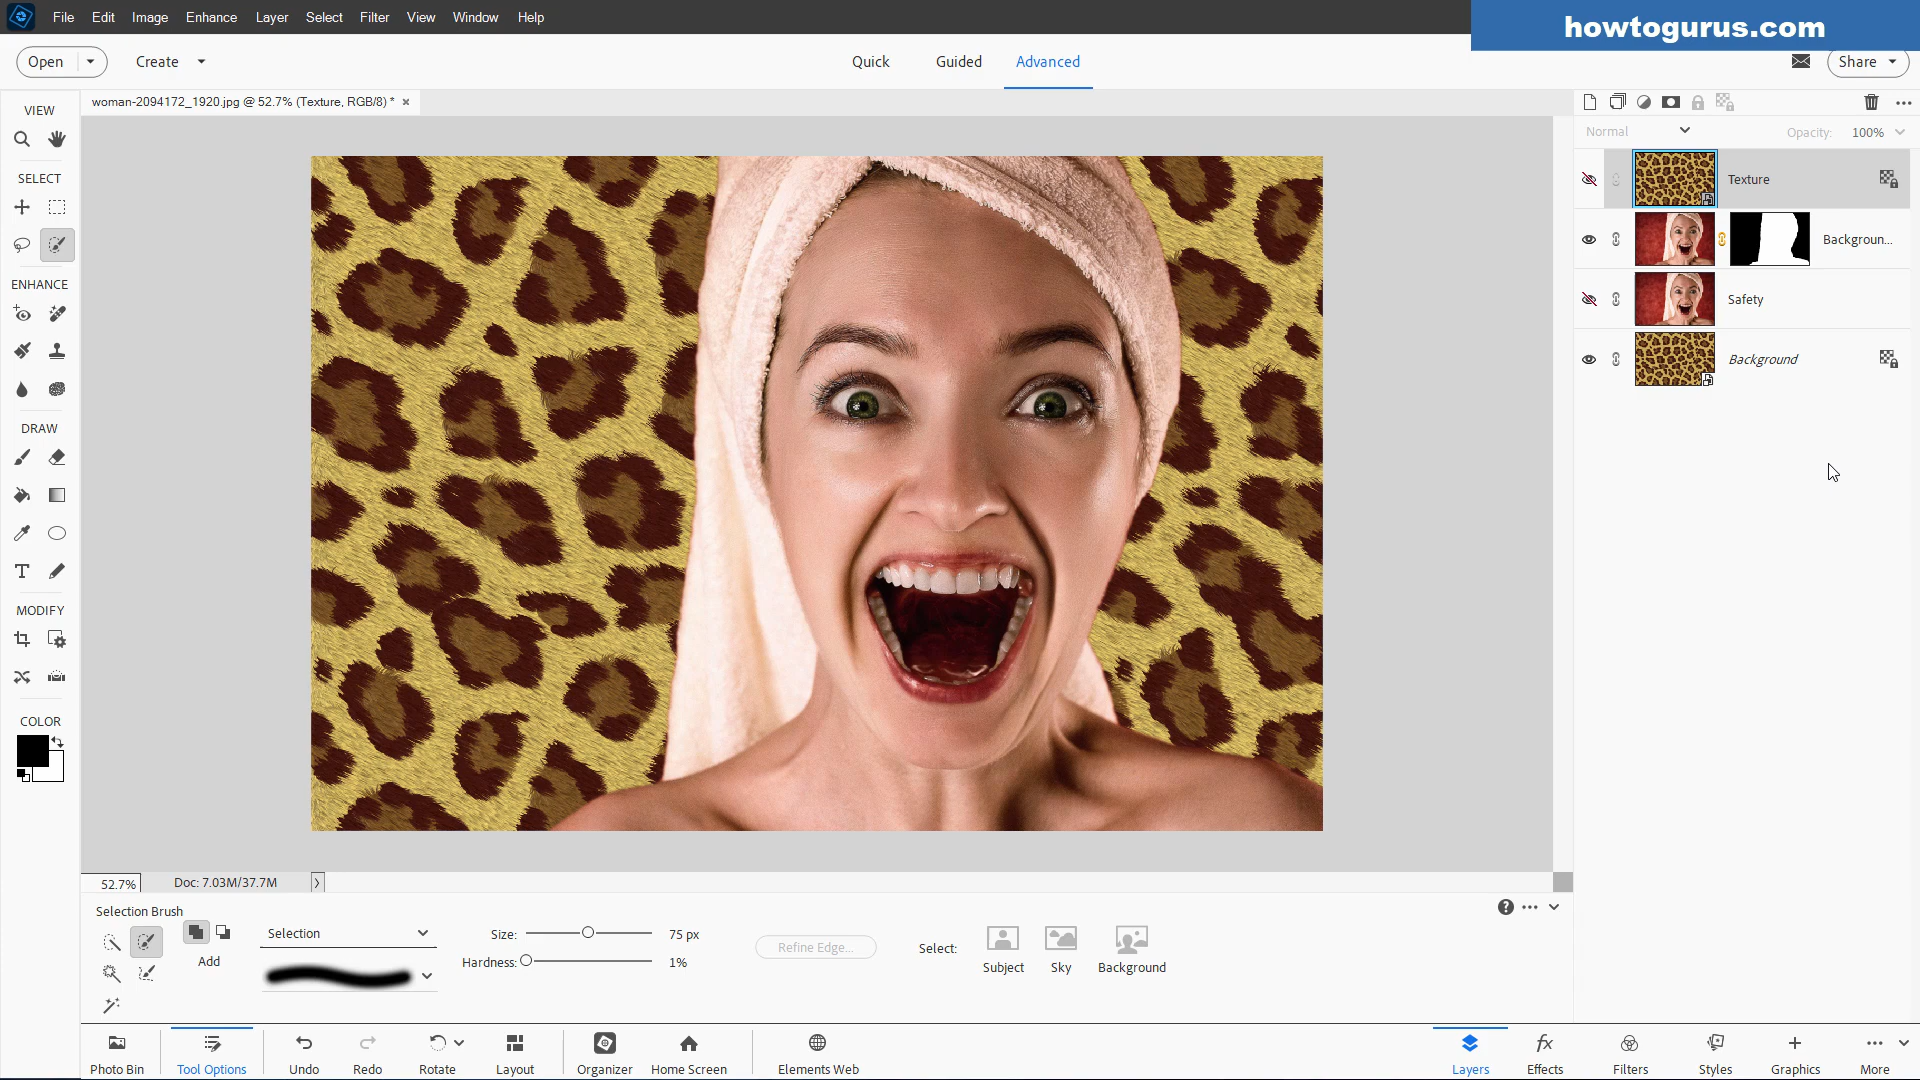 File Edit Image Enhance Layer Select Filter View Window Help
howtogurus.com
Open Create Quick Guided Advanced Share
woman-2094172_1920.jpg @ 52.7% (Texture, RGB/8) * ×
VIEW
SELECT
ENHANCE
DRAW
MODIFY
COLOR
Normal Opacity: 100%
Texture
Backgroun...
Safety
Background
52.7% Doc: 7.03M/37.7M
Selection Brush
Add
Selection
Size: 75 px
Hardness: 1%
Refine Edge...
Select: Subject Sky Background
Photo Bin Tool Options Undo Redo Rotate Layout Organizer Home Screen Elements Web Layers Effects Filters Styles Graphics More